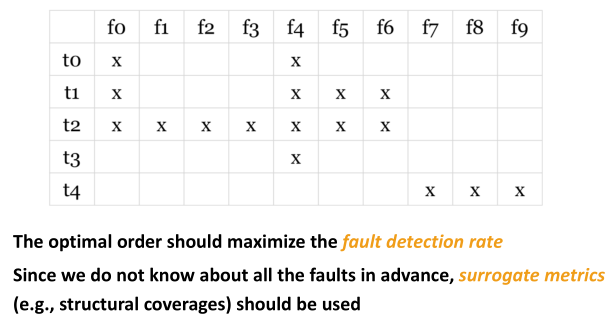 f0 f1 f2 f3 f4 f5 f6 f7 f8 f9
t0 x x
t1 x x x x
t2 x x x x x x x
t3 x
t4 x x x
The optimal order should maximize the fault detection rate
Since we do not know about all the faults in advance, surrogate metrics
(e.g., structural coverages) should be used